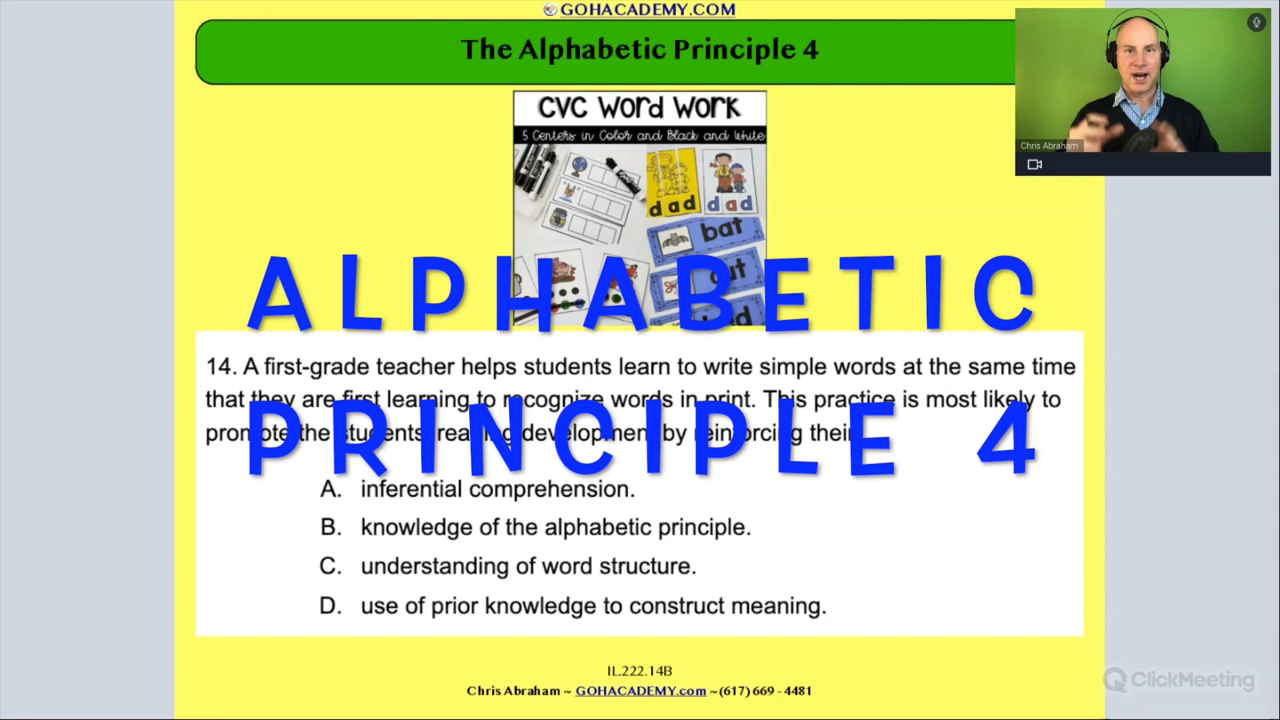 GOHACADEMY.COM
The Alphabetic Principle 4
Chris Abraham
CVC Word Work
5 Centers in Color and Black and White
dad
dad
bat
ALPHABETIC
PRINCIPLE 4
14. A first-grade teacher helps students learn to write simple words at the same time
that they are first learning to recognize words in print. This practice is most likely to
promote the students' reading development by reinforcing their
A. inferential comprehension.
B. knowledge of the alphabetic principle.
C. understanding of word structure.
D. use of prior knowledge to construct meaning.
IL.222.14B
Chris Abraham ~ GOHACADEMY.com ~(617) 669 - 4481
ClickMeeting